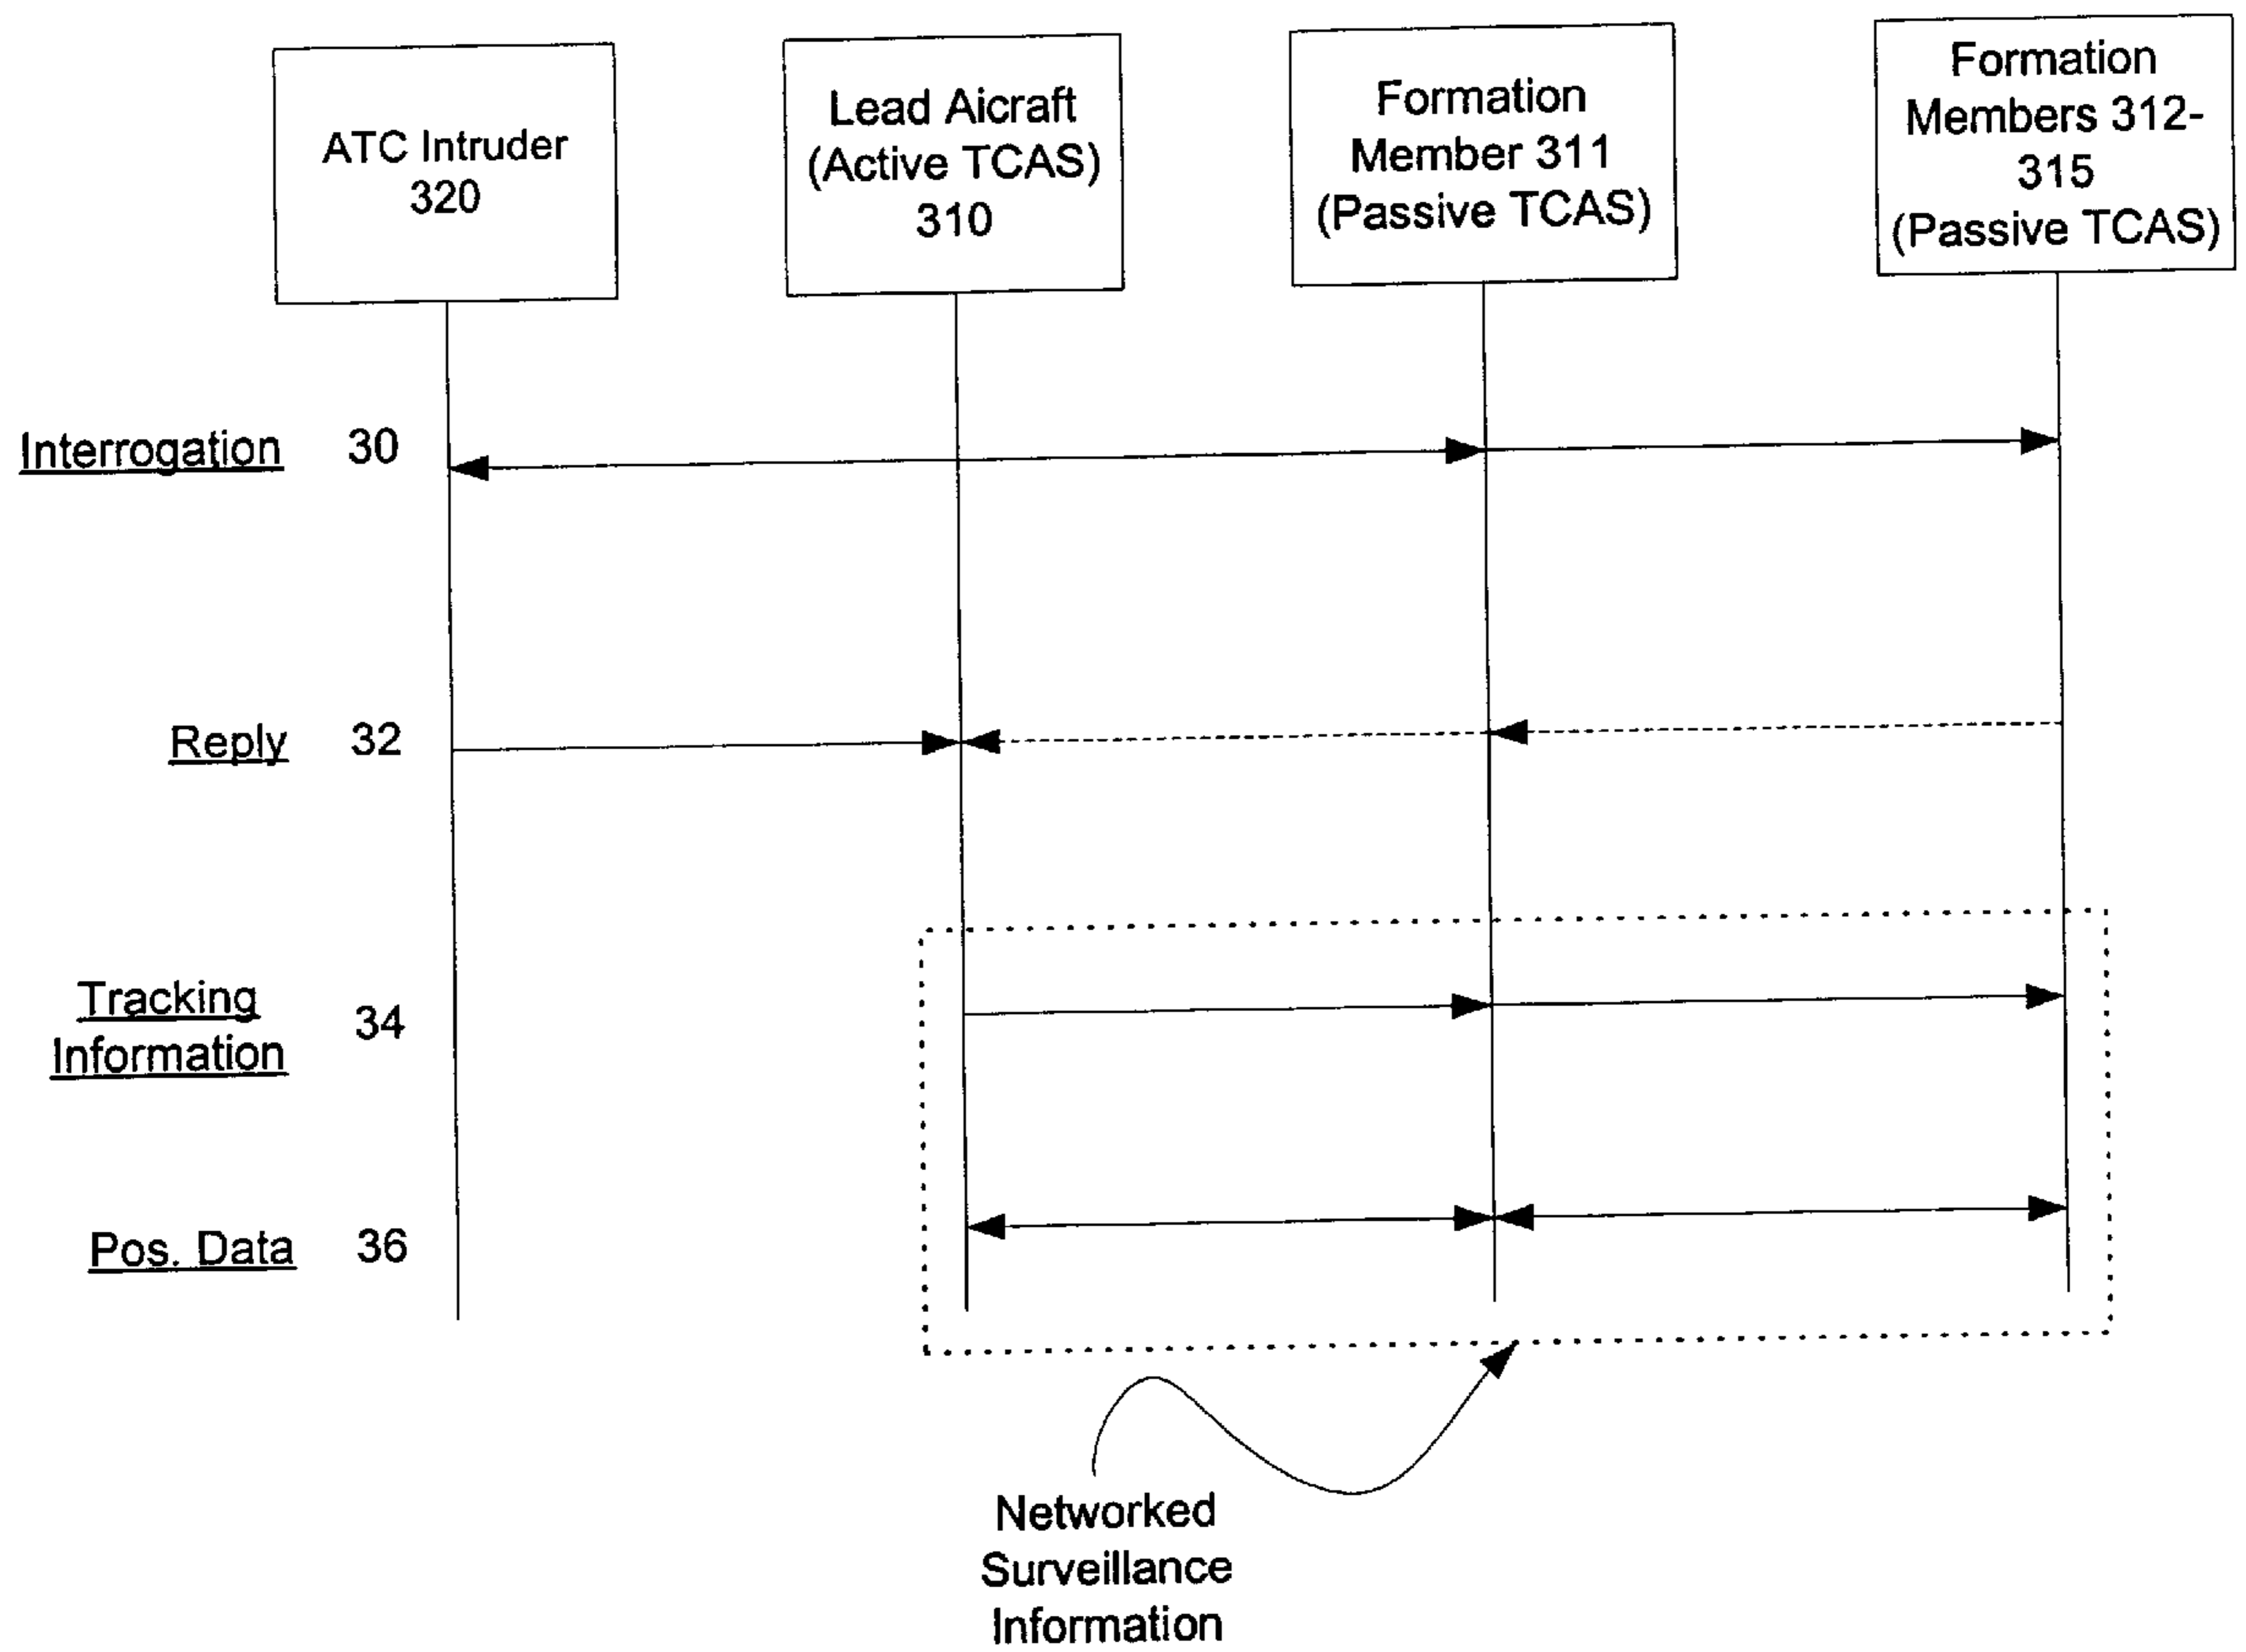 ATC Intruder
320
Lead Aicraft
(Active TCAS)
310
Formation
Member 311
(Passive TCAS)
Formation
Members 312-
315
(Passive TCAS)
Interrogation 30
Reply 32
Tracking
Information
34
Pos. Data 36
Networked
Surveillance
Information